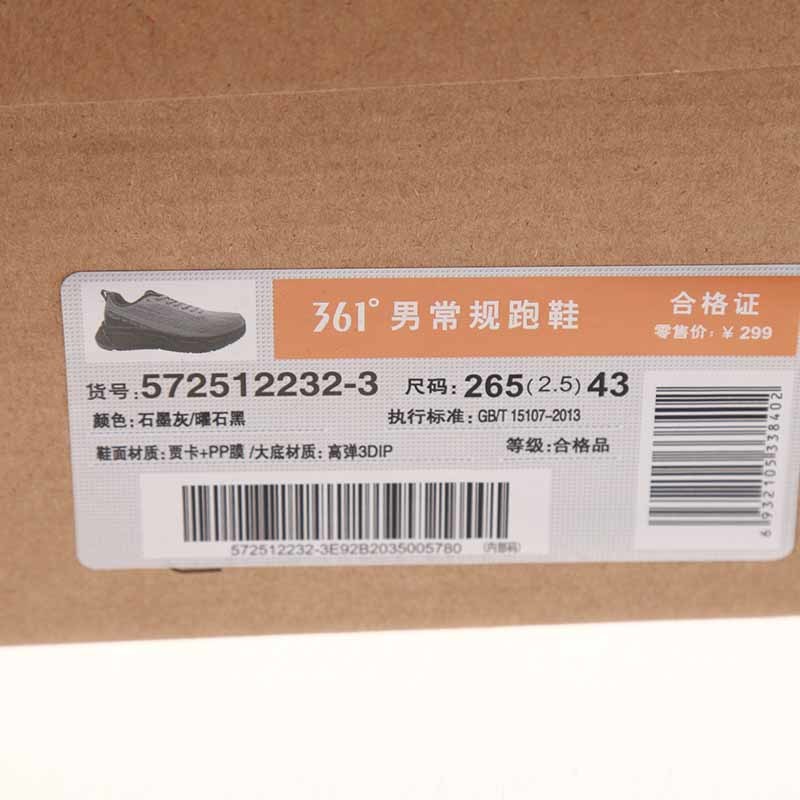 361° 男常规跑鞋
合格证
零售价: ¥ 299
货号:572512232-3 尺码: 265(2.5)43
颜色: 石墨灰/曜石黑 执行标准: GB/T 15107-2013
鞋面材质: 贾卡+PP膜 /大底材质: 高弹3DIP 等级:合格品
572512232-3E92B2035005780 (内部码)
6932105338402